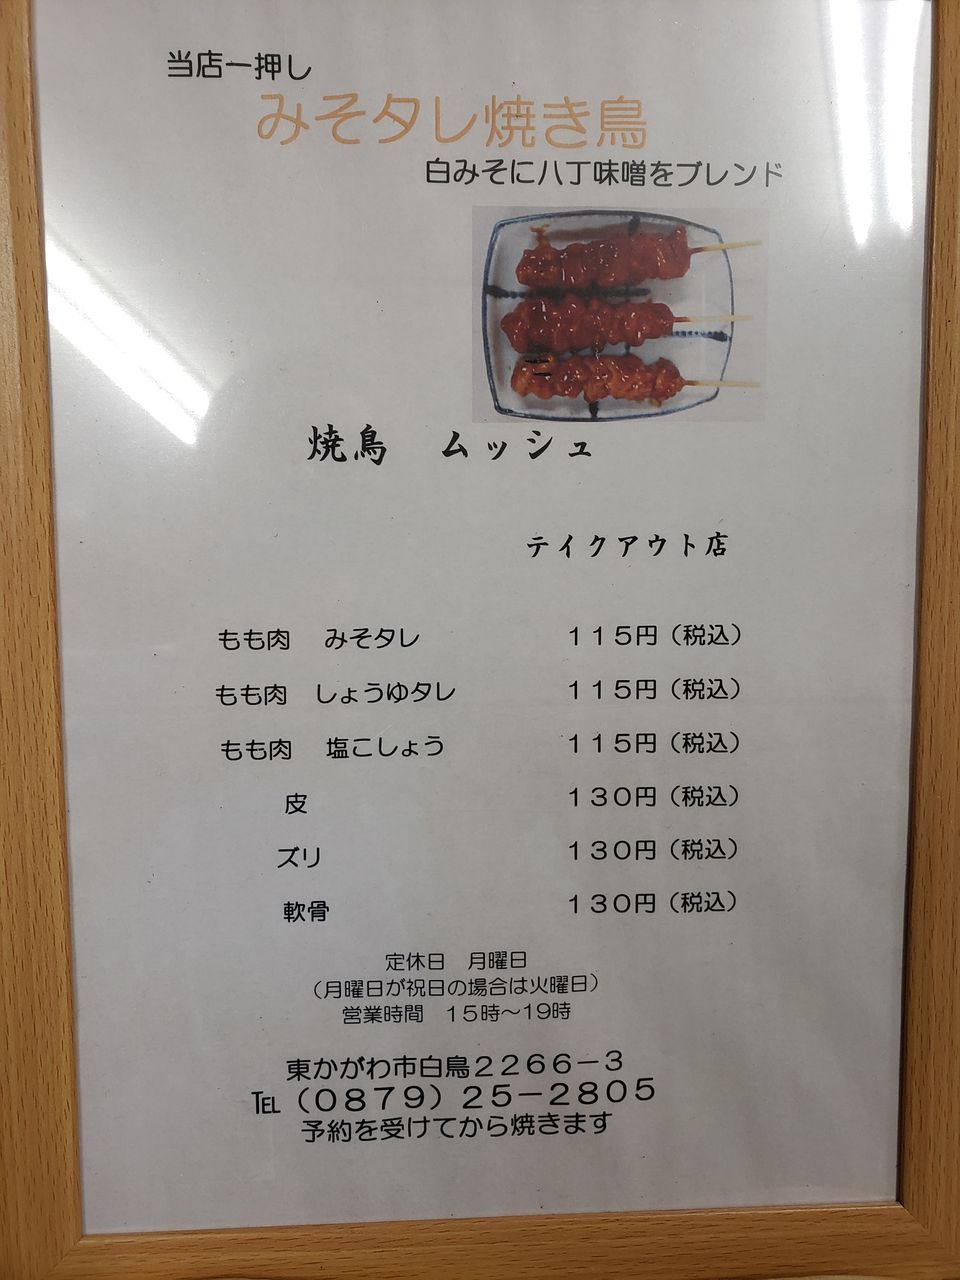 当店一押し
みそタレ焼き鳥
白みそに八丁味噌をブレンド
焼鳥　ムッシュ
テイクアウト店
もも肉　みそタレ　１１５円（税込）
もも肉　しょうゆタレ　１１５円（税込）
もも肉　塩こしょう　１１５円（税込）
皮　１３０円（税込）
ズリ　１３０円（税込）
軟骨　１３０円（税込）
定休日　月曜日
（月曜日が祝日の場合は火曜日）
営業時間　１５時～１９時
東かがわ市白鳥２２６６－３
℡（０８７９）２５－２８０５
予約を受けてから焼きます